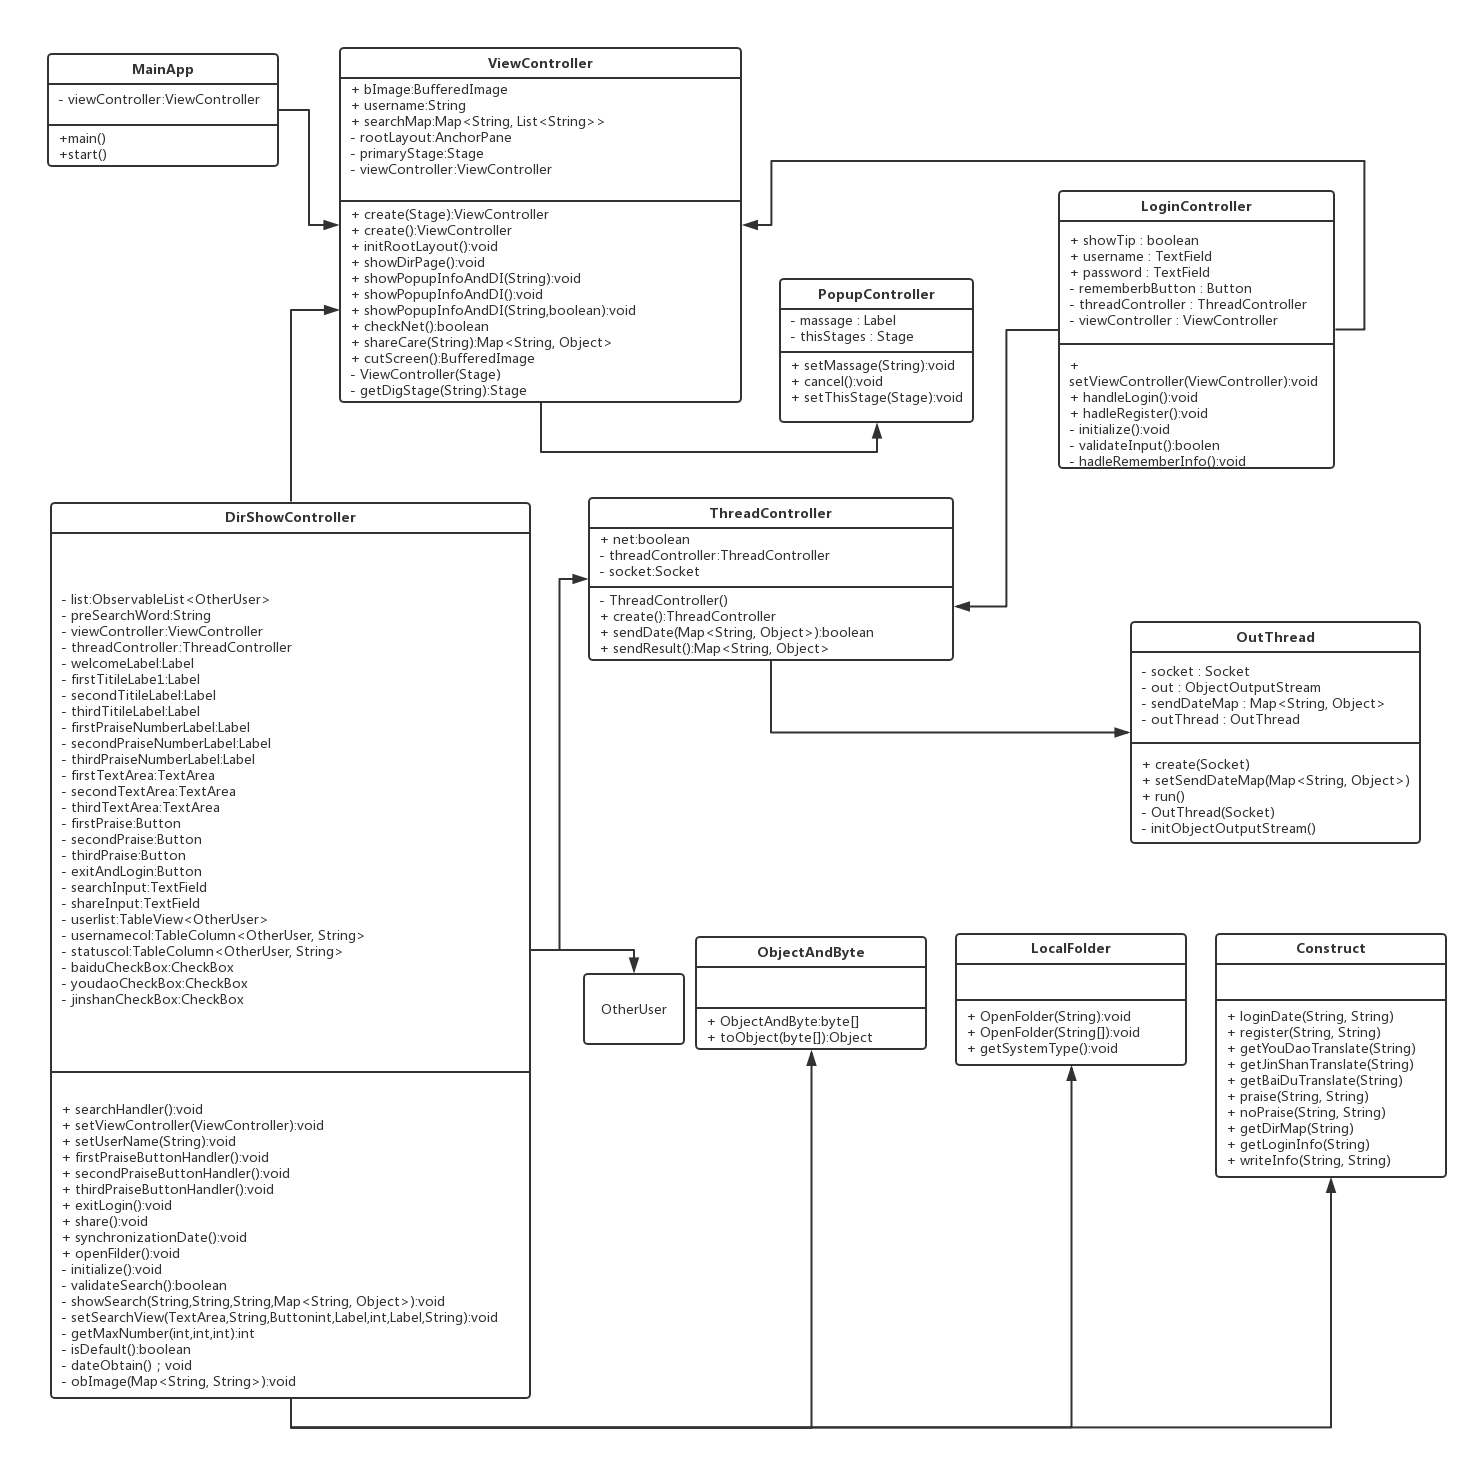 MainApp
- viewController:ViewController
+main()
+start()
ViewController
+ bImage:BufferedImage
+ username:String
+ searchMap:Map<String, List<String>>
- rootLayout:AnchorPane
- primaryStage:Stage
- viewController:ViewController
+ create(Stage):ViewController
+ create():ViewController
+ initRootLayout():void
+ showDirPage():void
+ showPopupInfoAndDI(String):void
+ showPopupInfoAndDI():void
+ showPopupInfoAndDI(String,boolean):void
+ checkNet():boolean
+ shareCare(String):Map<String, Object>
+ cutScreen():BufferedImage
- ViewController(Stage)
- getDigStage(String):Stage
PopupController
- massage : Label
- thisStages : Stage
+ setMassage(String):void
+ cancel():void
+ setThisStage(Stage):void
LoginController
+ showTip : boolean
+ username : TextField
+ password : TextField
- rememberbButton : Button
- threadController : ThreadController
- viewController : ViewController
+
setViewController(ViewController):void
+ handleLogin():void
+ hadleRegister():void
- initialize():void
- validateInput():boolen
- hadleRememberInfo():void
DirShowController
- list:ObservableList<OtherUser>
- preSearchWord:String
- viewController:ViewController
- threadController:ThreadController
- welcomeLabel:Label
- firstTitileLabe1:Label
- secondTitileLabel:Label
- thirdTitileLabel:Label
- firstPraiseNumberLabel:Label
- secondPraiseNumberLabel:Label
- thirdPraiseNumberLabel:Label
- firstTextArea:TextArea
- secondTextArea:TextArea
- thirdTextArea:TextArea
- firstPraise:Button
- secondPraise:Button
- thirdPraise:Button
- exitAndLogin:Button
- searchInput:TextField
- shareInput:TextField
- userlist:TableView<OtherUser>
- usernamecol:TableColumn<OtherUser, String>
- statuscol:TableColumn<OtherUser, String>
- baiduCheckBox:CheckBox
- youdaoCheckBox:CheckBox
- jinshanCheckBox:CheckBox
+ searchHandler():void
+ setViewController(ViewController):void
+ setUserName(String):void
+ firstPraiseButtonHandler():void
+ secondPraiseButtonHandler():void
+ thirdPraiseButtonHandler():void
+ exitLogin():void
+ share():void
+ synchronizationDate():void
+ openFilder():void
- initialize():void
- validateSearch():boolean
- showSearch(String,String,String,Map<String, Object>):void
- setSearchView(TextArea,String,Buttonint,Label,int,Label,String):void
- getMaxNumber(int,int,int):int
- isDefault():boolean
- dateObtain() ; void
- obImage(Map<String, String>):void
ThreadController
+ net:boolean
- threadController:ThreadController
- socket:Socket
- ThreadController()
+ create():ThreadController
+ sendDate(Map<String, Object>):boolean
+ sendResult():Map<String, Object>
OutThread
- socket : Socket
- out : ObjectOutputStream
- sendDateMap : Map<String, Object>
- outThread : OutThread
+ create(Socket)
+ setSendDateMap(Map<String, Object>)
+ run()
- OutThread(Socket)
- initObjectOutputStream()
OtherUser
ObjectAndByte
+ ObjectAndByte:byte[]
+ toObject(byte[]):Object
LocalFolder
+ OpenFolder(String):void
+ OpenFolder(String[]):void
+ getSystemType():void
Construct
+ loginDate(String, String)
+ register(String, String)
+ getYouDaoTranslate(String)
+ getJinShanTranslate(String)
+ getBaiDuTranslate(String)
+ praise(String, String)
+ noPraise(String, String)
+ getDirMap(String)
+ getLoginInfo(String)
+ writeInfo(String, String)